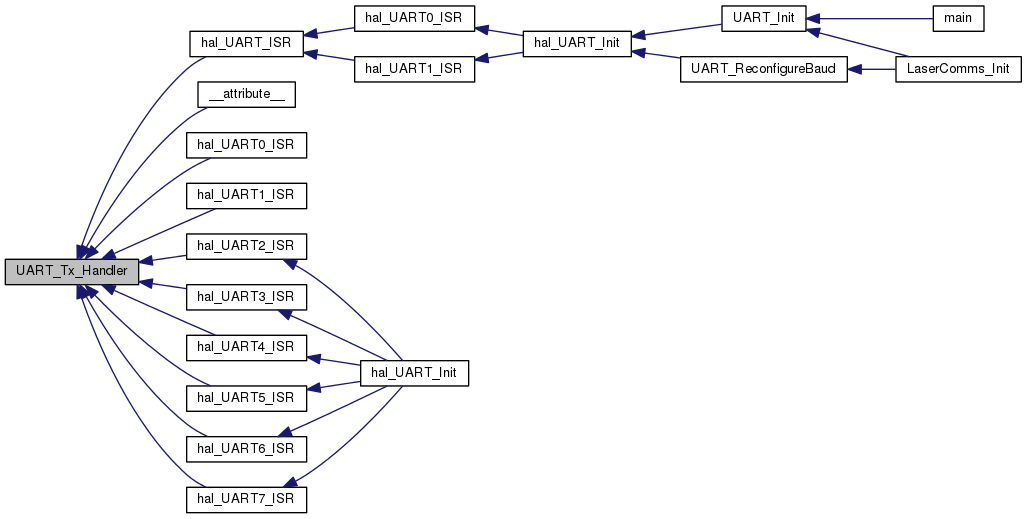 hal_UART0_ISR
UART_Init
main
hal_UART_ISR
hal_UART_Init
hal_UART1_ISR
UART_ReconfigureBaud
LaserComms_Init
__attribute__
hal_UART0_ISR
hal_UART1_ISR
hal_UART2_ISR
UART_Tx_Handler
hal_UART3_ISR
hal_UART4_ISR
hal_UART_Init
hal_UART5_ISR
hal_UART6_ISR
hal_UART7_ISR